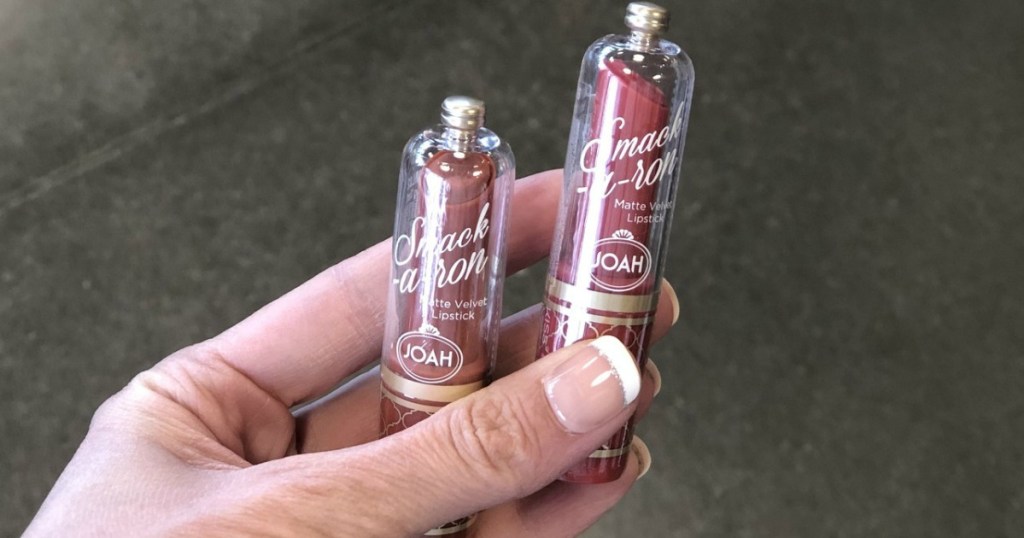 Smack
-a-ron
Matte Velvet
Lipstick
JOAH
Smack
-a-ron
Matte Velvet
Lipstick
JOAH